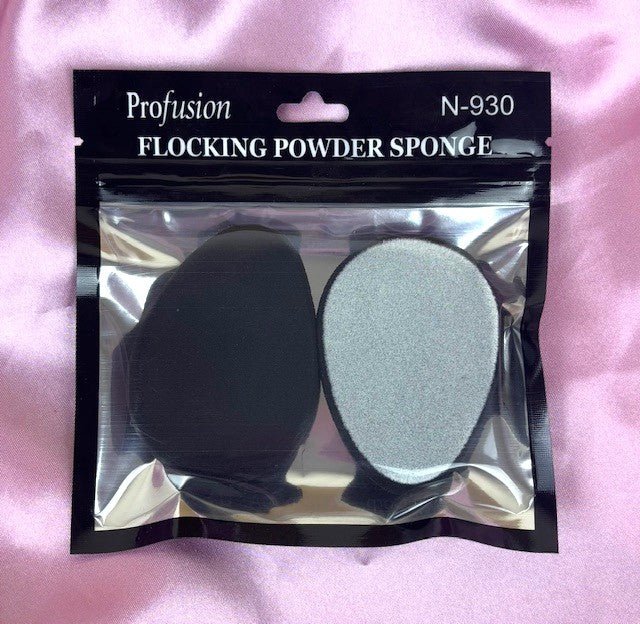 Profusion N-930
FLOCKING POWDER SPONGE